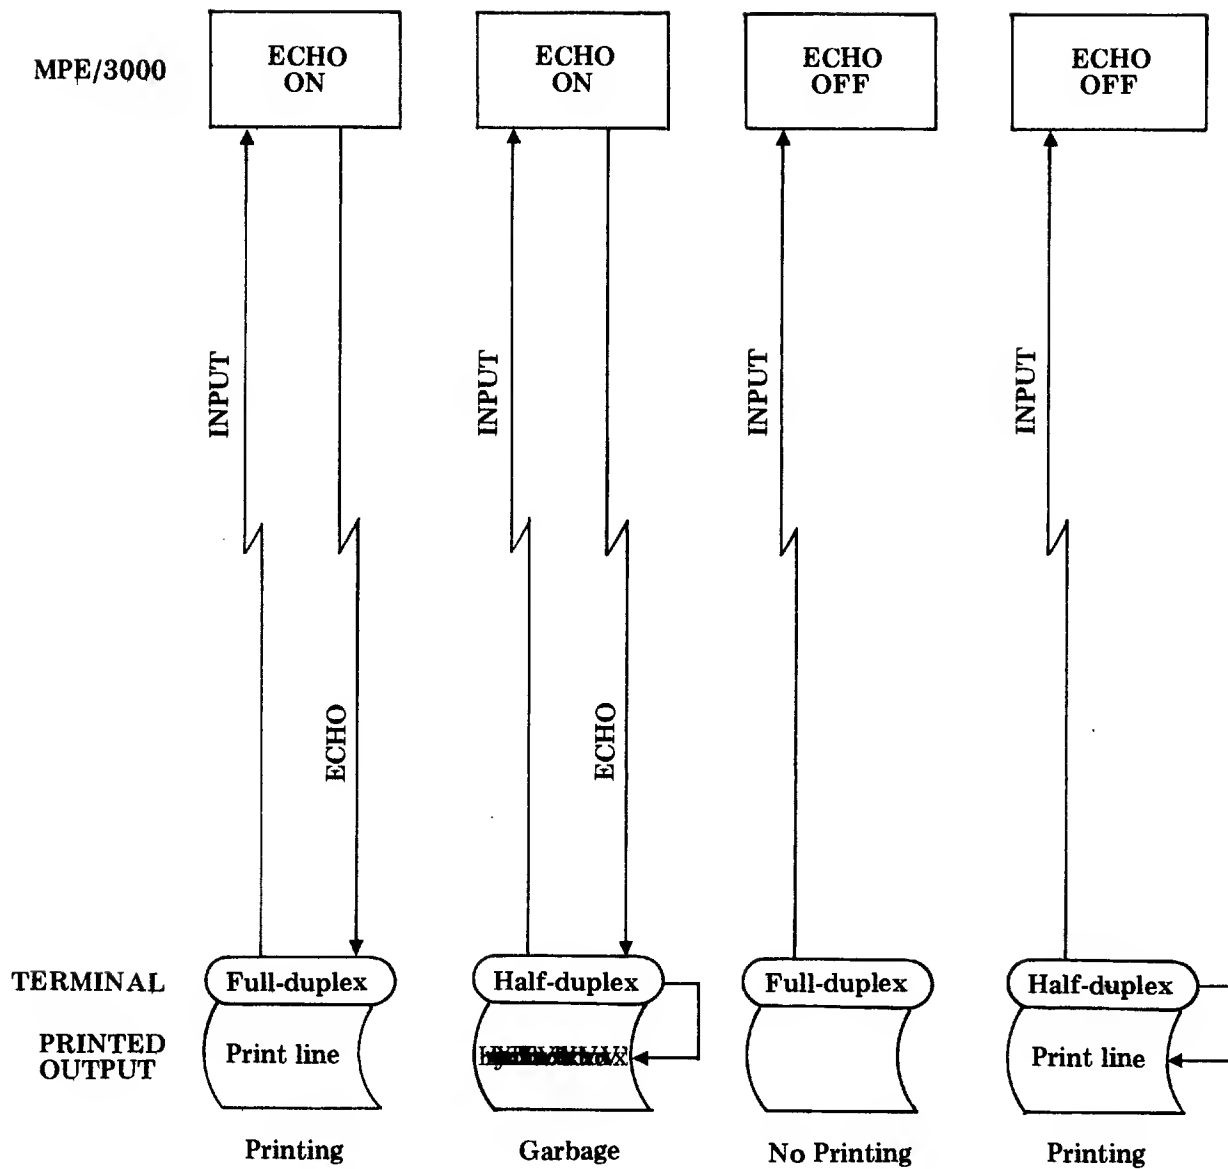 MPE/3000
ECHO
ON
ECHO
ON
ECHO
OFF
ECHO
OFF
INPUT
INPUT
INPUT
INPUT
ECHO
ECHO
TERMINAL
Full-duplex
Half-duplex
Full-duplex
Half-duplex
PRINTED
OUTPUT
Print line
Print line
Printing
Garbage
No Printing
Printing